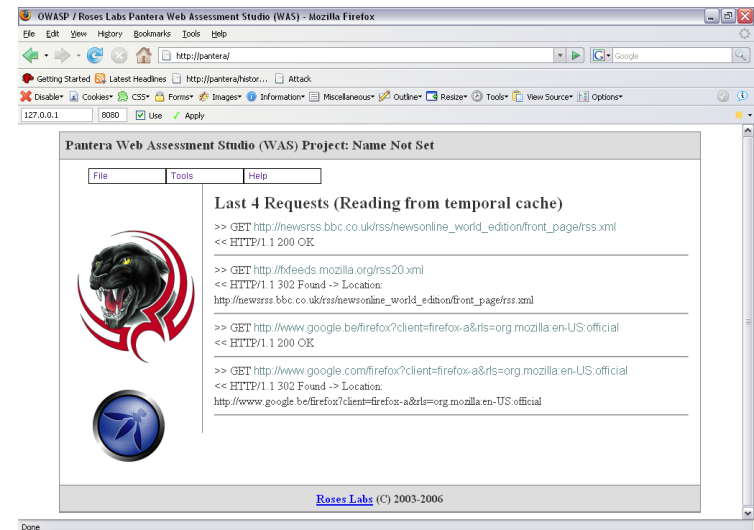 OWASP / Roses Labs Pantera Web Assessment Studio (WAS) - Mozilla Firefox
File Edit View History Bookmarks Tools Help
http://pantera/ Google
Getting Started Latest Headlines http://pantera/histor... Attack
Disable Cookies CSS Forms Images Information Miscellaneous Outline Resize Tools View Source Options
127.0.0.1 8080 Use Apply
Pantera Web Assessment Studio (WAS) Project: Name Not Set
File Tools Help
Last 4 Requests (Reading from temporal cache)
>> GET http://newsrss.bbc.co.uk/rss/newsonline_world_edition/front_page/rss.xml
<< HTTP/1.1 200 OK
>> GET http://fxfeeds.mozilla.org/rss20.xml
<< HTTP/1.1 302 Found -> Location:
http://newsrss.bbc.co.uk/rss/newsonline_world_edition/front_page/rss.xml
>> GET http://www.google.be/firefox?client=firefox-a&rls=org.mozilla:en-US:official
<< HTTP/1.1 200 OK
>> GET http://www.google.com/firefox?client=firefox-a&rls=org.mozilla:en-US:official
<< HTTP/1.1 302 Found -> Location:
http://www.google.be/firefox?client=firefox-a&rls=org.mozilla:en-US:official
Roses Labs (C) 2003-2006
Done